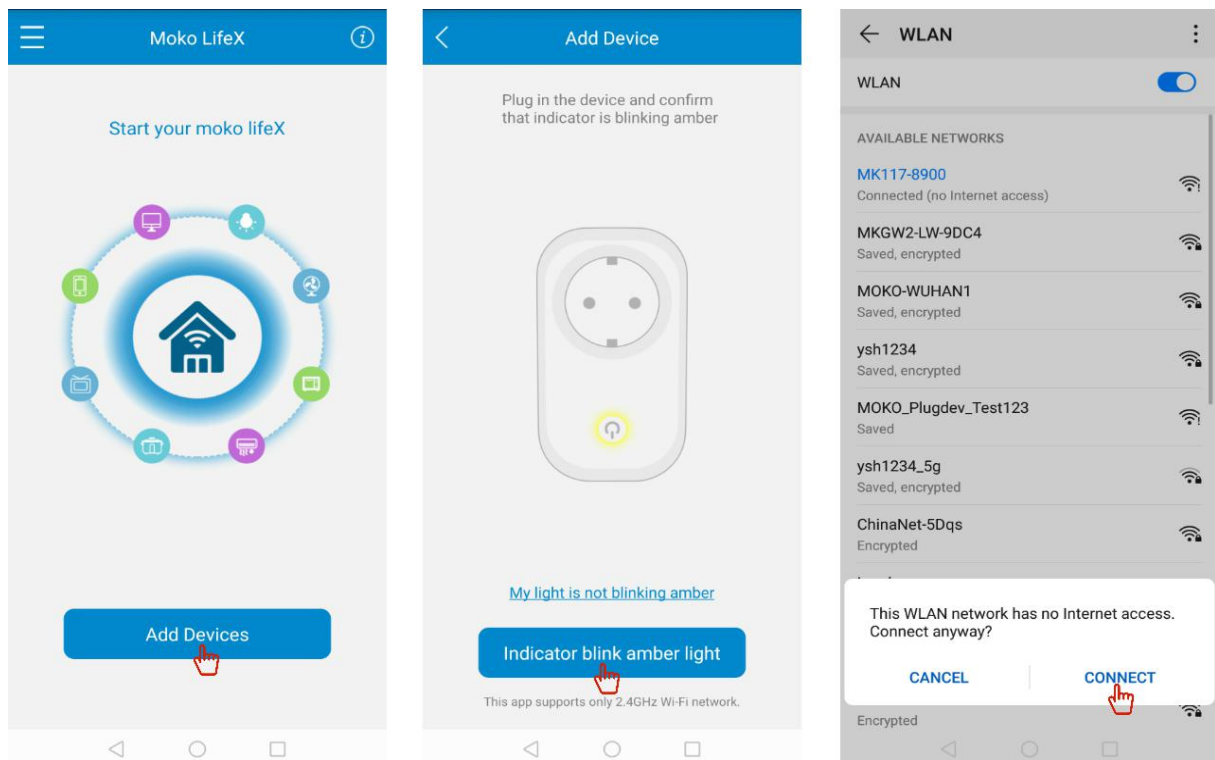 Moko LifeX
Start your moko lifeX
Add Devices
Add Device
Plug in the device and confirm
that indicator is blinking amber
My light is not blinking amber
Indicator blink amber light
This app supports only 2.4GHz Wi-Fi network.
WLAN
WLAN
AVAILABLE NETWORKS
MK117-8900
Connected (no Internet access)
MKGW2-LW-9DC4
Saved, encrypted
MOKO-WUHAN1
Saved, encrypted
ysh1234
Saved, encrypted
MOKO_Plugdev_Test123
Saved
ysh1234_5g
Saved, encrypted
ChinaNet-5Dqs
Encrypted
This WLAN network has no Internet access.
Connect anyway?
CANCEL CONNECT
Encrypted